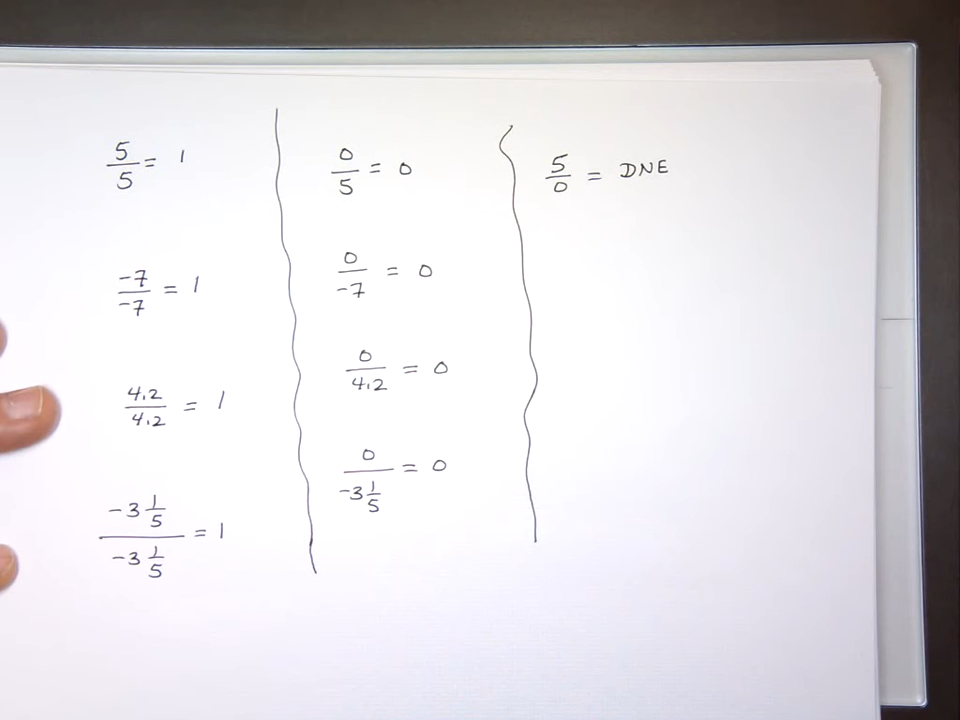 5/5 = 1
-7/-7 = 1
4.2/4.2 = 1
-3 1/5 / -3 1/5 = 1
0/5 = 0
0/-7 = 0
0/4.2 = 0
0/-3 1/5 = 0
5/0 = DNE